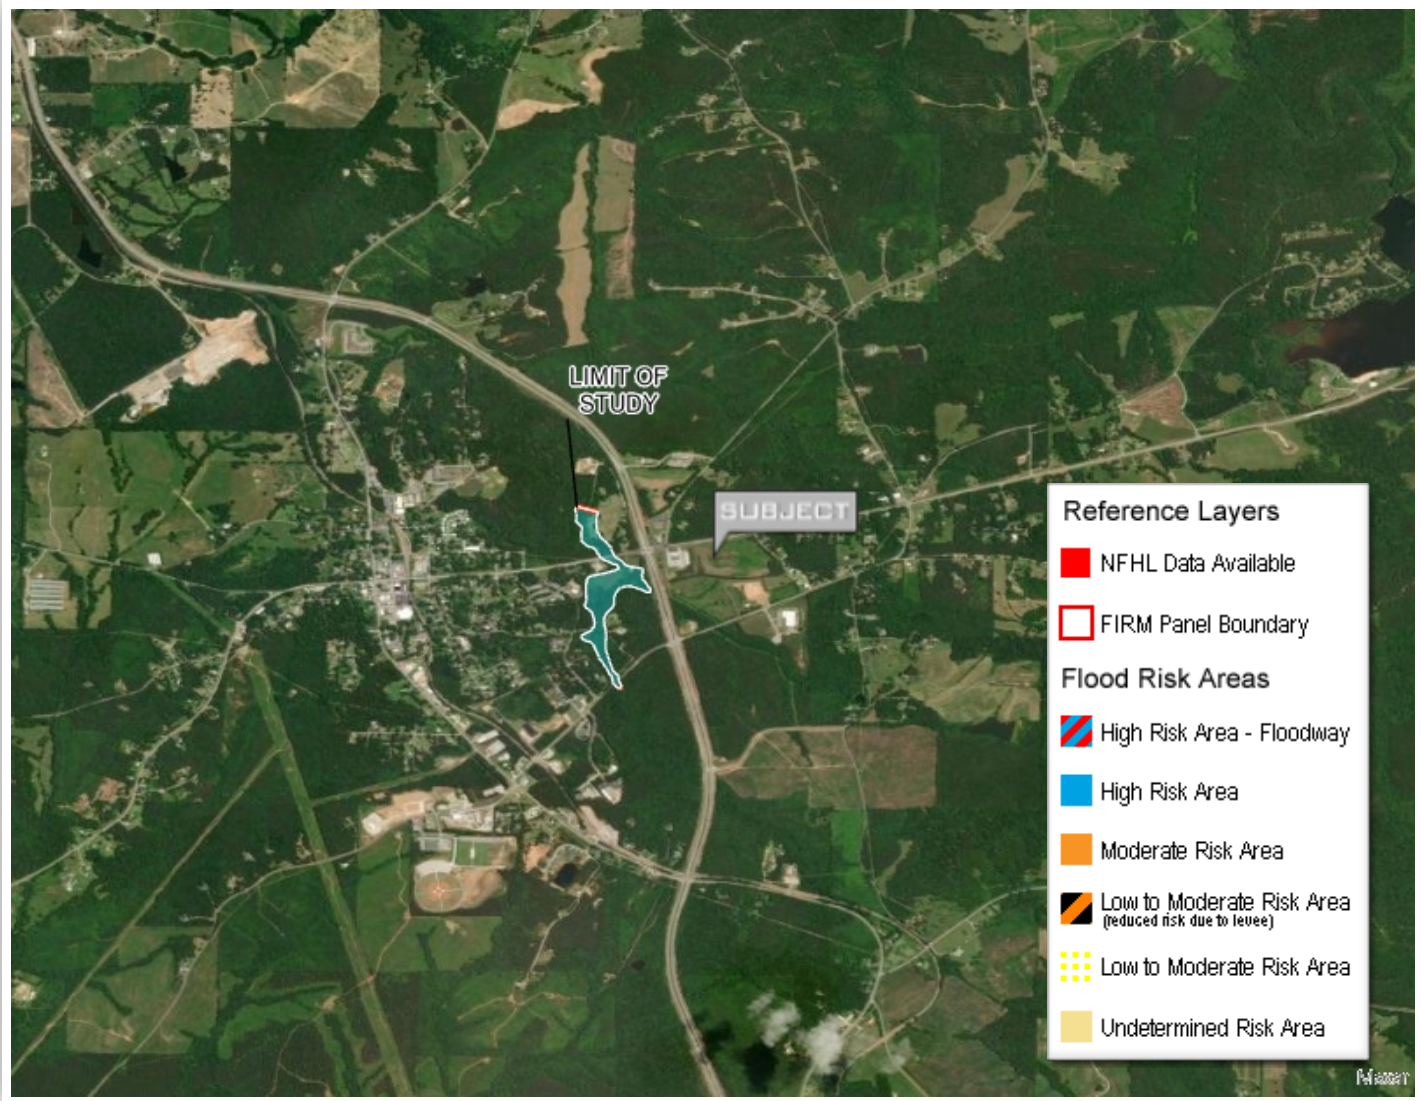 LIMIT OF
STUDY
SUBJECT
Reference Layers
NFHL Data Available
FIRM Panel Boundary
Flood Risk Areas
High Risk Area - Floodway
High Risk Area
Moderate Risk Area
Low to Moderate Risk Area
(reduced risk due to levee)
Low to Moderate Risk Area
Undetermined Risk Area
Maxar